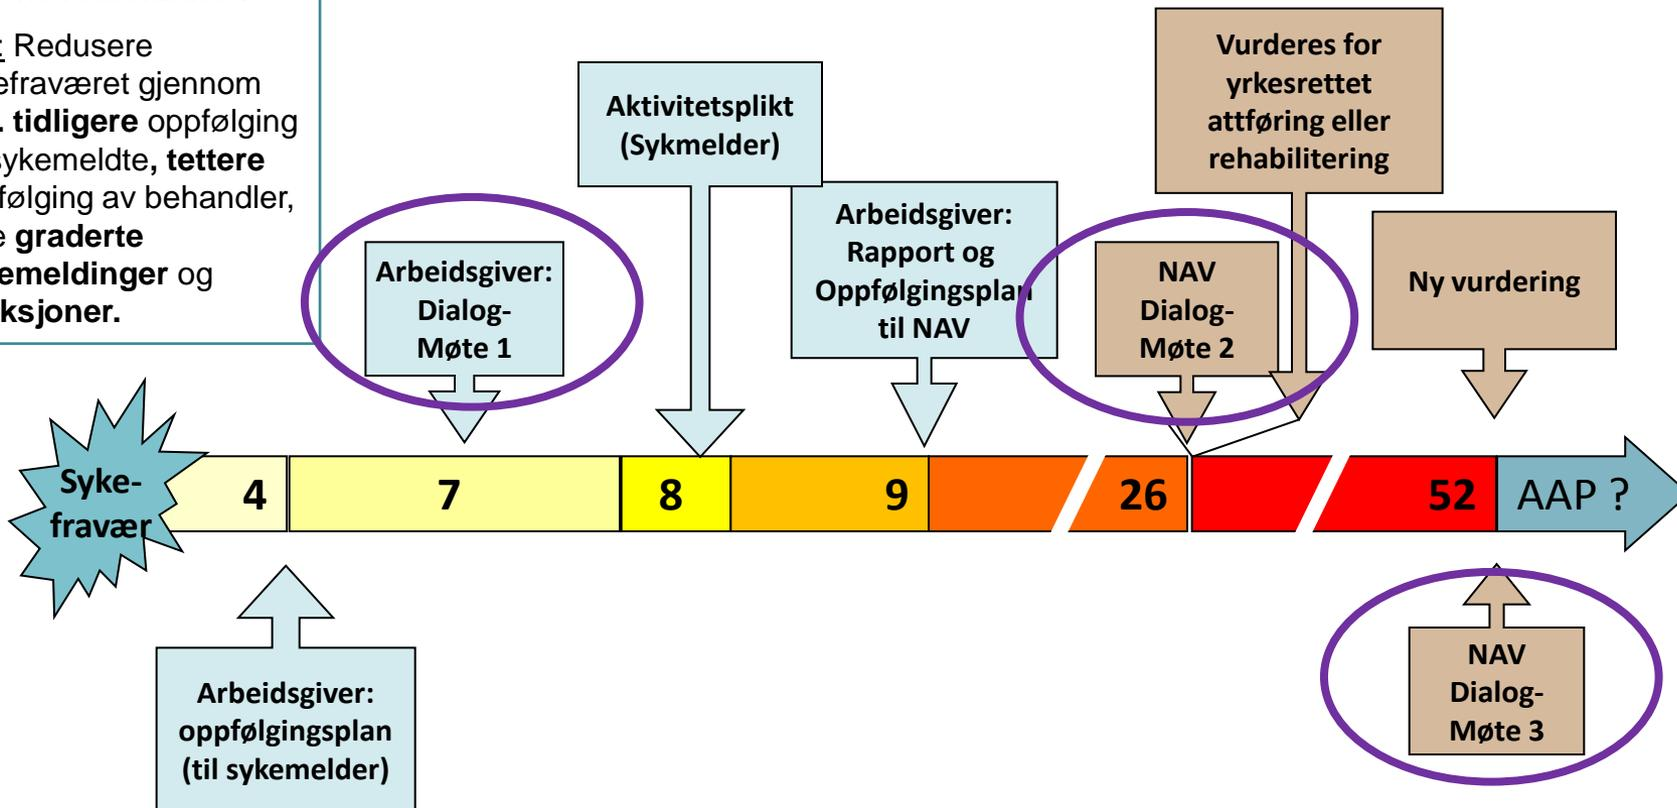 : Redusere
efraværet gjennom
. tidligere oppfølging
sykemeldte, tettere
følging av behandler,
e graderte
emeldinger og
ksjoner.
Aktivitetsplikt
(Sykmelder)
Vurderes for
yrkesrettet
attføring eller
rehabilitering
Arbeidsgiver:
Dialog-
Møte 1
Arbeidsgiver:
Rapport og
Oppfølgingsplan
til NAV
NAV
Dialog-
Møte 2
Ny vurdering
Syke-
fravær
4
7
8
9
26
52
AAP ?
Arbeidsgiver:
oppfølgingsplan
(til sykemelder)
NAV
Dialog-
Møte 3